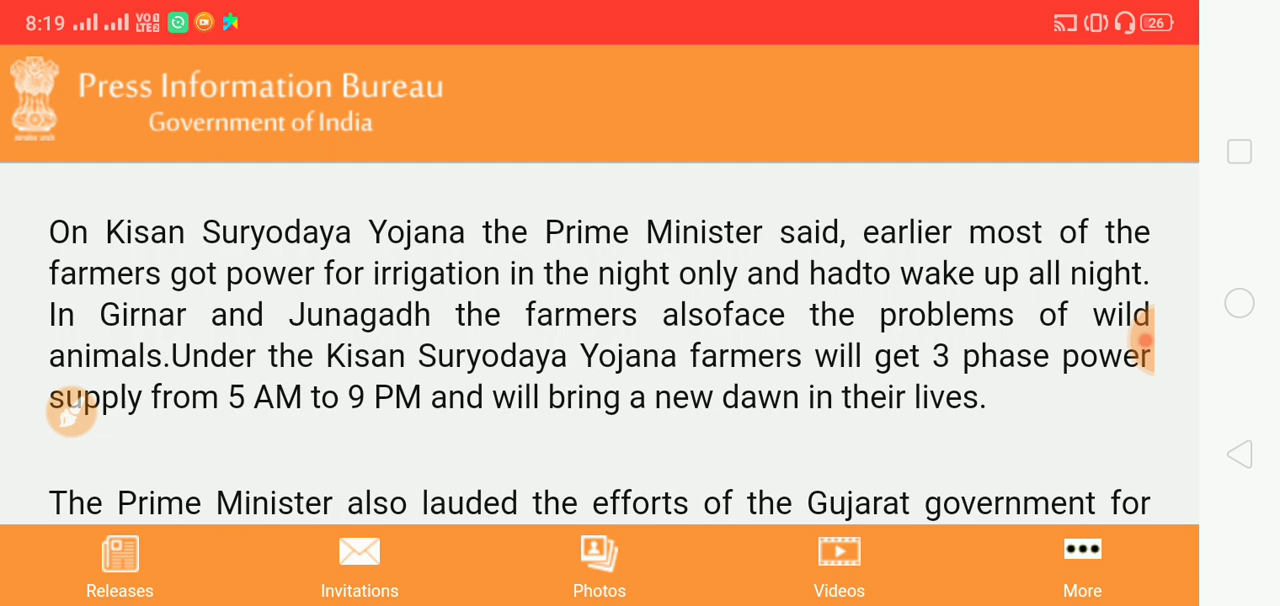 8:19 VO LTE2 26
Press Information Bureau
Government of India
On Kisan Suryodaya Yojana the Prime Minister said, earlier most of the
farmers got power for irrigation in the night only and hadto wake up all night.
In Girnar and Junagadh the farmers alsoface the problems of wild
animals.Under the Kisan Suryodaya Yojana farmers will get 3 phase power
supply from 5 AM to 9 PM and will bring a new dawn in their lives.
The Prime Minister also lauded the efforts of the Gujarat government for
Releases Invitations Photos Videos More